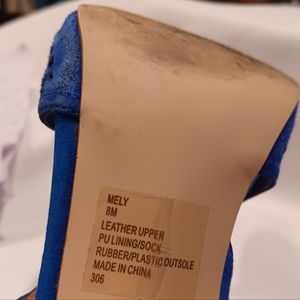 MELY
8M
LEATHER UPPER
PU LINING/SOCK
RUBBER/PLASTIC OUTSOLE
MADE IN CHINA
306